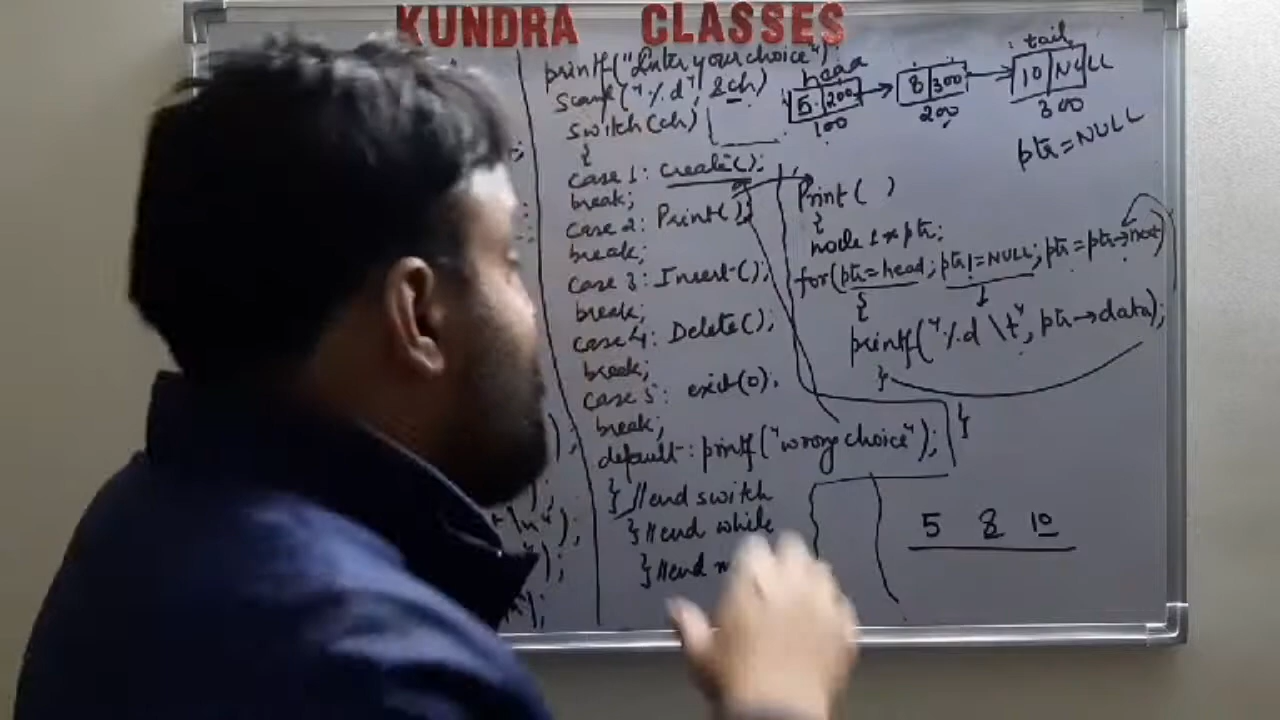 KUNDRA CLASSES
printf("Enter your choice");
scanf("%d", &ch)
switch(ch)
{
case 1: Create();
break;
case 2: Print();
break;
case 3: Insert();
break;
case 4: Delete();
break;
case 5: exit(0);
break;
default: printf("wrong choice");
} //end switch
} //end while
} //end
head
5 200
100
8 300
200
tail
10 NULL
300
ptr=NULL
Print( )
{
node1 *ptr;
for(ptr=head; ptr!=NULL; ptr=ptr→next)
{
printf("%d \t", ptr→data);
}
}
5 8 10